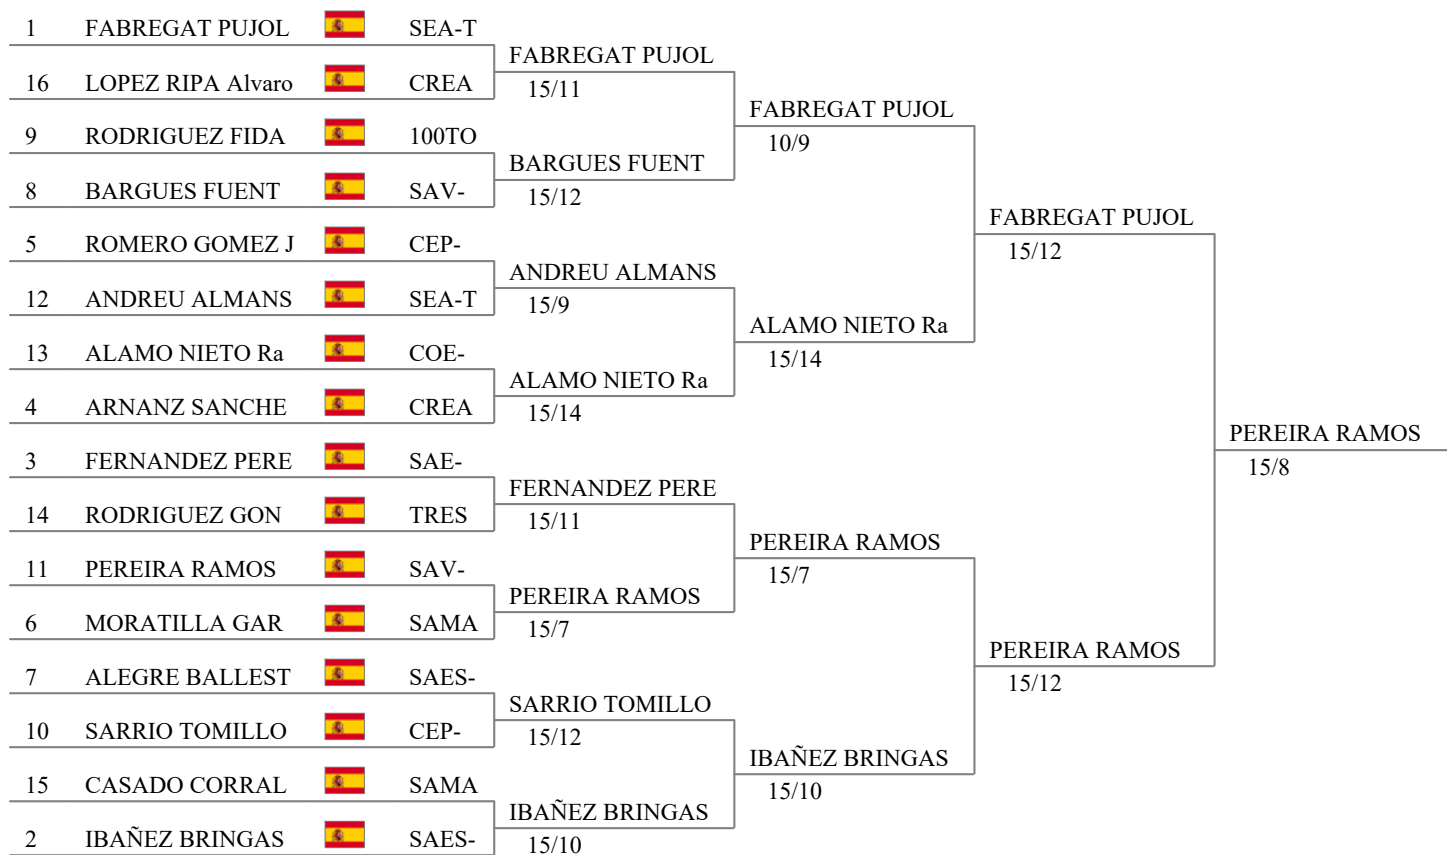 1 FABREGAT PUJOL SEA-T
16 LOPEZ RIPA Alvaro CREA
9 RODRIGUEZ FIDA 100TO
8 BARGUES FUENT SAV-
5 ROMERO GOMEZ J CEP-
12 ANDREU ALMANS SEA-T
13 ALAMO NIETO Ra COE-
4 ARNANZ SANCHE CREA
3 FERNANDEZ PERE SAE-
14 RODRIGUEZ GON TRES
11 PEREIRA RAMOS SAV-
6 MORATILLA GAR SAMA
7 ALEGRE BALLEST SAES-
10 SARRIO TOMILLO CEP-
15 CASADO CORRAL SAMA
2 IBAÑEZ BRINGAS SAES-
FABREGAT PUJOL
15/11
BARGUES FUENT
15/12
ANDREU ALMANS
15/9
ALAMO NIETO Ra
15/14
FERNANDEZ PERE
15/11
PEREIRA RAMOS
15/7
SARRIO TOMILLO
15/12
IBAÑEZ BRINGAS
15/10
FABREGAT PUJOL
10/9
ALAMO NIETO Ra
15/14
PEREIRA RAMOS
15/7
IBAÑEZ BRINGAS
15/10
FABREGAT PUJOL
15/12
PEREIRA RAMOS
15/12
PEREIRA RAMOS
15/8